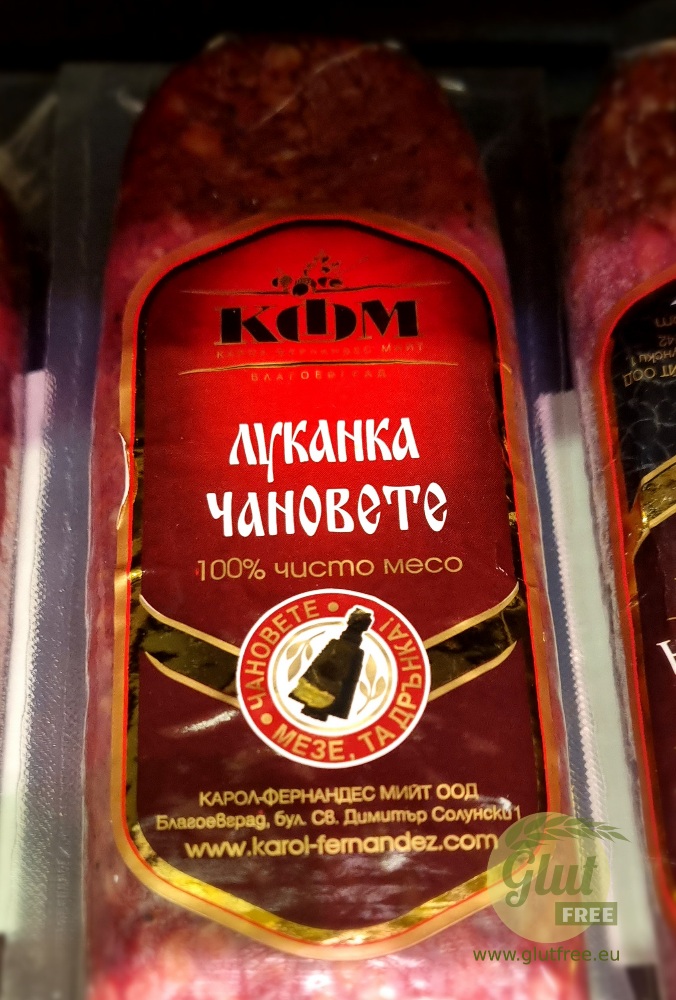 КФМ
КАРОЛ ФЕРНАНДЕС МИЙТ
БЛАГОЕВГРАД
ЛУКАНКА
ЧАНОВЕТЕ
100% чисто месо
ЧАНОВЕТЕ
МЕЗЕ, ТА ДРЪНКА!
КАРОЛ-ФЕРНАНДЕС МИЙТ ООД
Благоевград, бул. Св. Димитър Солунски 1
www.karol-fernandez.com
Glut
FREE
www.glutfree.eu